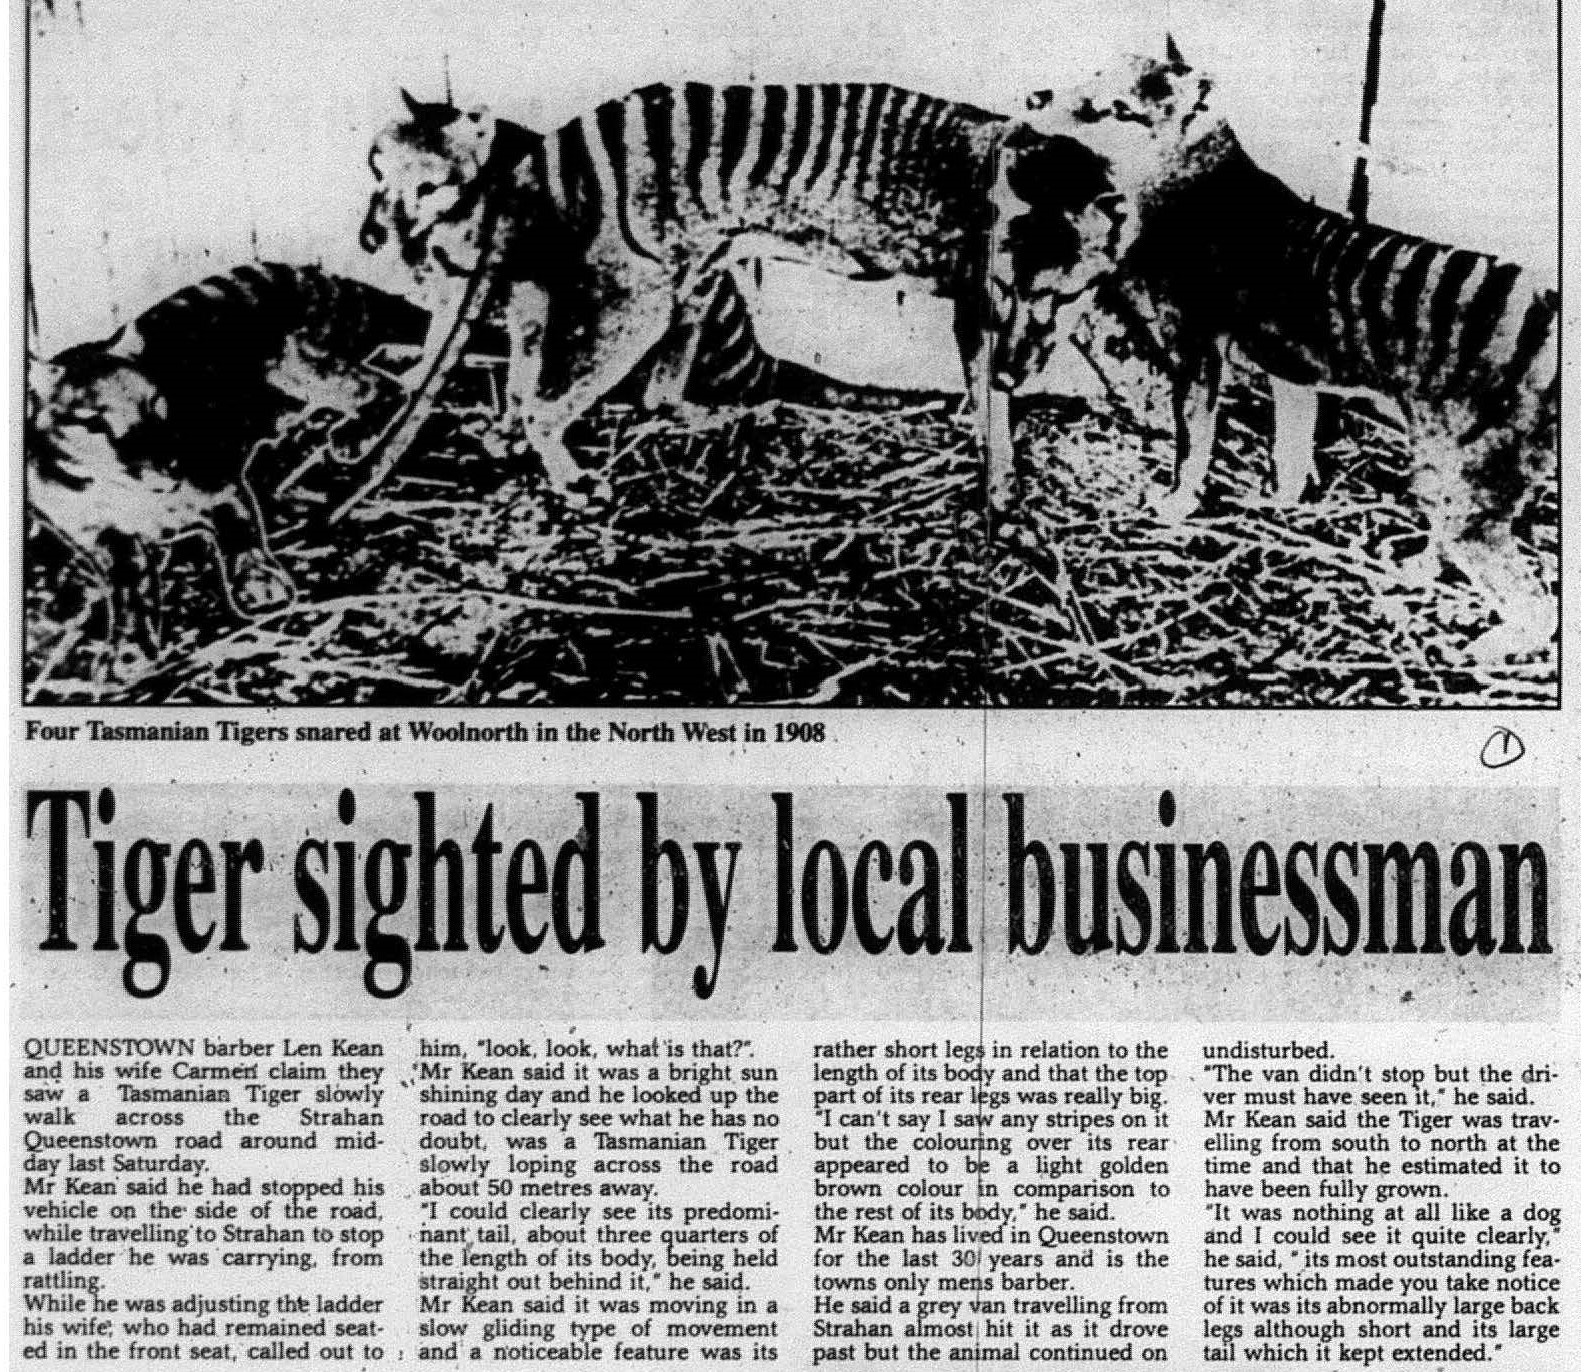 Four Tasmanian Tigers snared at Woolnorth in the North West in 1908
1
Tiger sighted by local businessman
QUEENSTOWN barber Len Kean
and his wife Carmen claim they
saw a Tasmanian Tiger slowly
walk across the Strahan
Queenstown road around mid-
day last Saturday.
Mr Kean said he had stopped his
vehicle on the side of the road,
while travelling to Strahan to stop
a ladder he was carrying, from
rattling.
While he was adjusting the ladder
his wife, who had remained seat-
ed in the front seat, called out to
him, "look, look, what is that?".
Mr Kean said it was a bright sun
shining day and he looked up the
road to clearly see what he has no
doubt, was a Tasmanian Tiger
slowly loping across the road
about 50 metres away.
"I could clearly see its predomi-
nant tail, about three quarters of
the length of its body, being held
straight out behind it," he said.
Mr Kean said it was moving in a
slow gliding type of movement
and a noticeable feature was its
rather short legs in relation to the
length of its body and that the top
part of its rear legs was really big.
"I can't say I saw any stripes on it
but the colouring over its rear
appeared to be a light golden
brown colour in comparison to
the rest of its body," he said.
Mr Kean has lived in Queenstown
for the last 30 years and is the
towns only mens barber.
He said a grey van travelling from
Strahan almost hit it as it drove
past but the animal continued on
undisturbed.
"The van didn't stop but the dri-
ver must have seen it," he said.
Mr Kean said the Tiger was trav-
elling from south to north at the
time and that he estimated it to
have been fully grown.
"It was nothing at all like a dog
and I could see it quite clearly,"
he said, " its most outstanding fea-
tures which made you take notice
of it was its abnormally large back
legs although short and its large
tail which it kept extended."